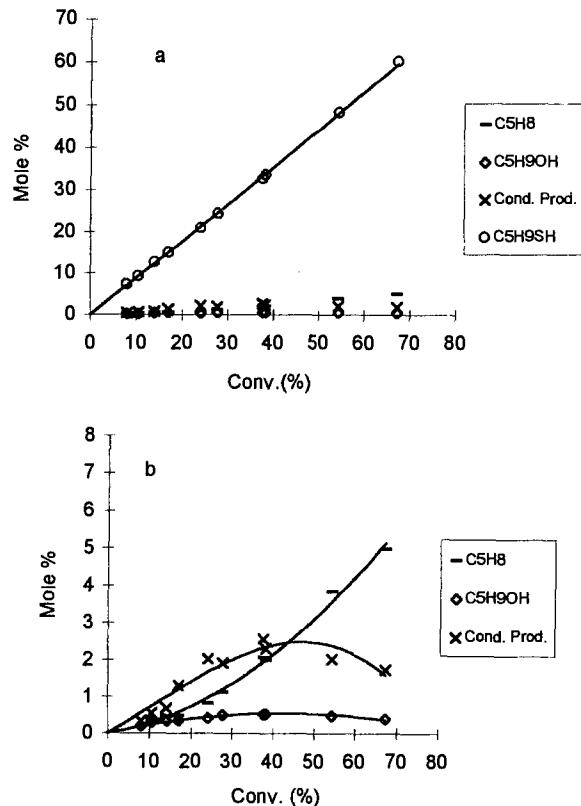 a
70
60
50
40
30
20
10
0
Mole %
0 10 20 30 40 50 60 70 80
Conv.(%)
C5H8
C5H9OH
Cond. Prod.
C5H9SH
b
8
7
6
5
4
3
2
1
0
Mole %
0 10 20 30 40 50 60 70 80
Conv. (%)
C5H8
C5H9OH
Cond. Prod.